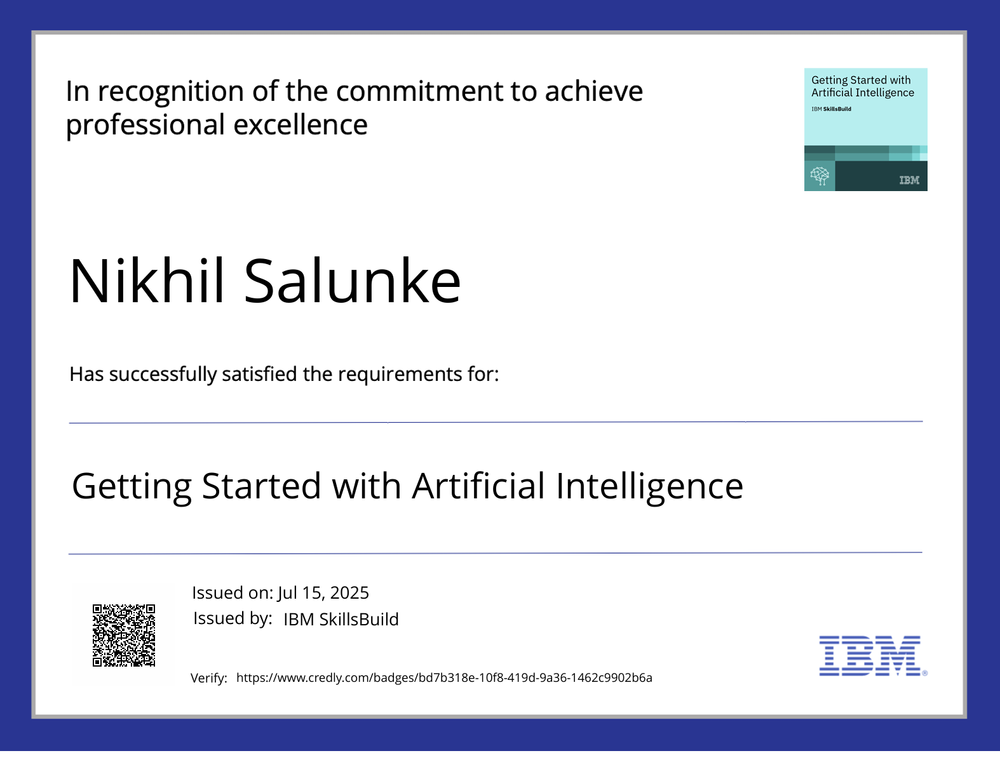 In recognition of the commitment to achieve
professional excellence
Getting Started with
Artificial Intelligence
IBM SkillsBuild
IBM
Nikhil Salunke
Has successfully satisfied the requirements for:
Getting Started with Artificial Intelligence
Issued on: Jul 15, 2025
Issued by: IBM SkillsBuild
Verify: https://www.credly.com/badges/bd7b318e-10f8-419d-9a36-1462c9902b6a
IBM®